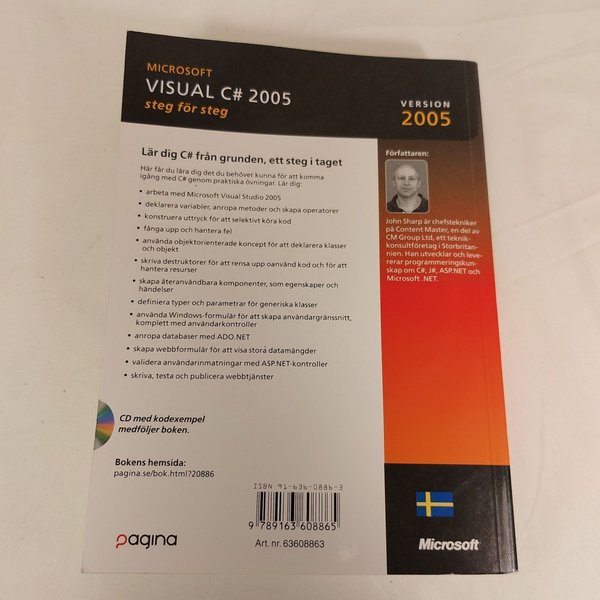 MICROSOFT
VISUAL C# 2005
steg för steg
VERSION
2005
Lär dig C# från grunden, ett steg i taget
Här får du lära dig det du behöver kunna för att komma
igång med C# genom praktiska övningar. Lär dig:
• arbeta med Microsoft Visual Studio 2005
• deklarera variabler, anropa metoder och skapa operatorer
• konstruera uttryck för att selektivt köra kod
• fånga upp och hantera fel
• använda objektorienterade koncept för att deklarera klasser
och objekt
• skriva destruktorer för att rensa upp oanvänd kod och för att
hantera resurser
• skapa återanvändbara komponenter, som egenskaper och
händelser
• definiera typer och parametrar för generiska klasser
• använda Windows-formulär för att skapa användargränssnitt,
komplett med användarkontroller
• anropa databaser med ADO.NET
• skapa webbformulär för att visa stora datamängder
• validera användarinmatningar med ASP.NET-kontroller
• skriva, testa och publicera webbtjänster
Författaren:
John Sharp är chefstekniker
på Content Master, en del av
CM Group Ltd, ett teknik-
konsultföretag i Storbritan-
nien. Han utvecklar och leve-
rerar programmeringskun-
skap om C#, J#, ASP.NET och
Microsoft .NET.
CD med kodexempel
medföljer boken.
Bokens hemsida:
pagina.se/bok.html?20886
ISBN 91-636-0886-3
9 789163 608865
Art. nr. 63608863
pagina
Microsoft